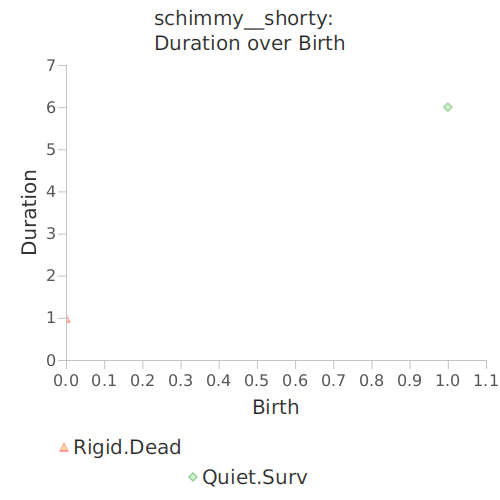 schimmy__shorty:
Duration over Birth
7
6
5
4
3
2
1
0
Duration
0.0 0.1 0.2 0.3 0.4 0.5 0.6 0.7 0.8 0.9 1.0 1.1
Birth
Rigid.Dead
Quiet.Surv